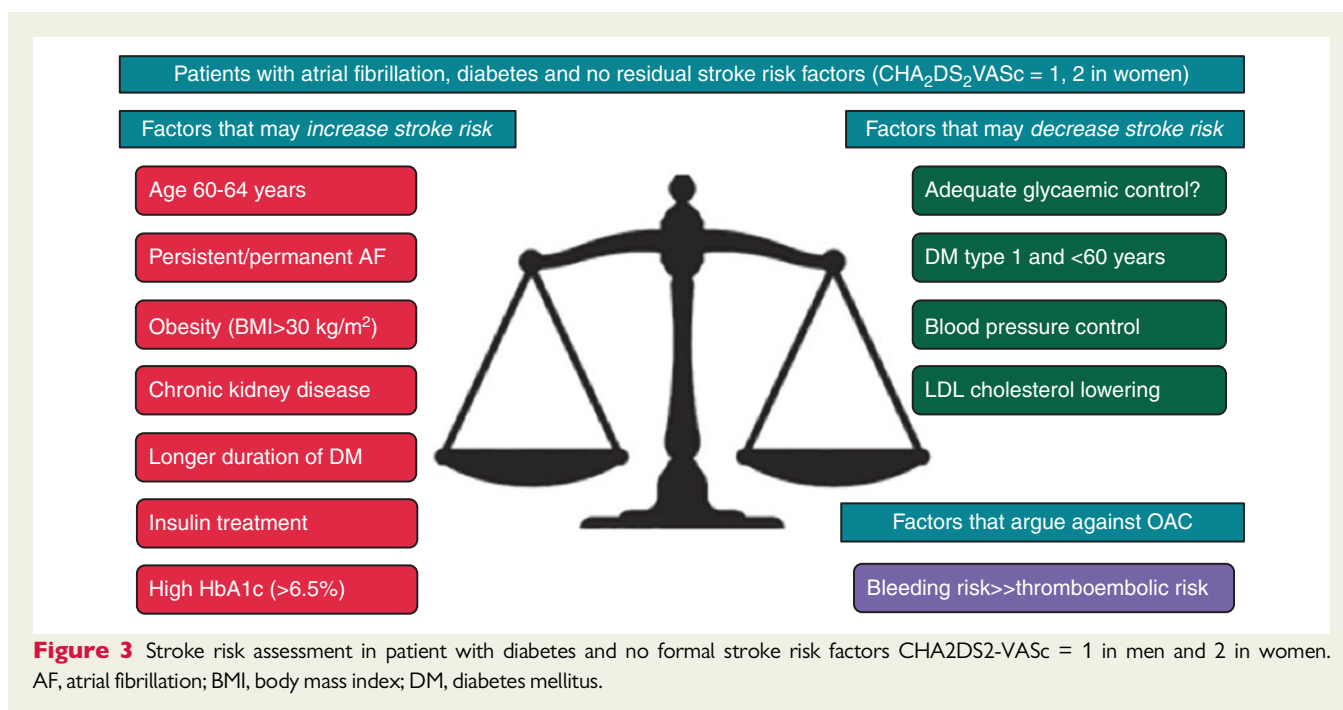 Patients with atrial fibrillation, diabetes and no residual stroke risk factors (CHA₂DS₂VASc = 1, 2 in women)
Factors that may increase stroke risk
Age 60-64 years
Persistent/permanent AF
Obesity (BMI>30 kg/m²)
Chronic kidney disease
Longer duration of DM
Insulin treatment
High HbA1c (>6.5%)
Factors that may decrease stroke risk
Adequate glycaemic control?
DM type 1 and <60 years
Blood pressure control
LDL cholesterol lowering
Factors that argue against OAC
Bleeding risk>>thromboembolic risk
Figure 3 Stroke risk assessment in patient with diabetes and no formal stroke risk factors CHA2DS2-VASc = 1 in men and 2 in women.
AF, atrial fibrillation; BMI, body mass index; DM, diabetes mellitus.